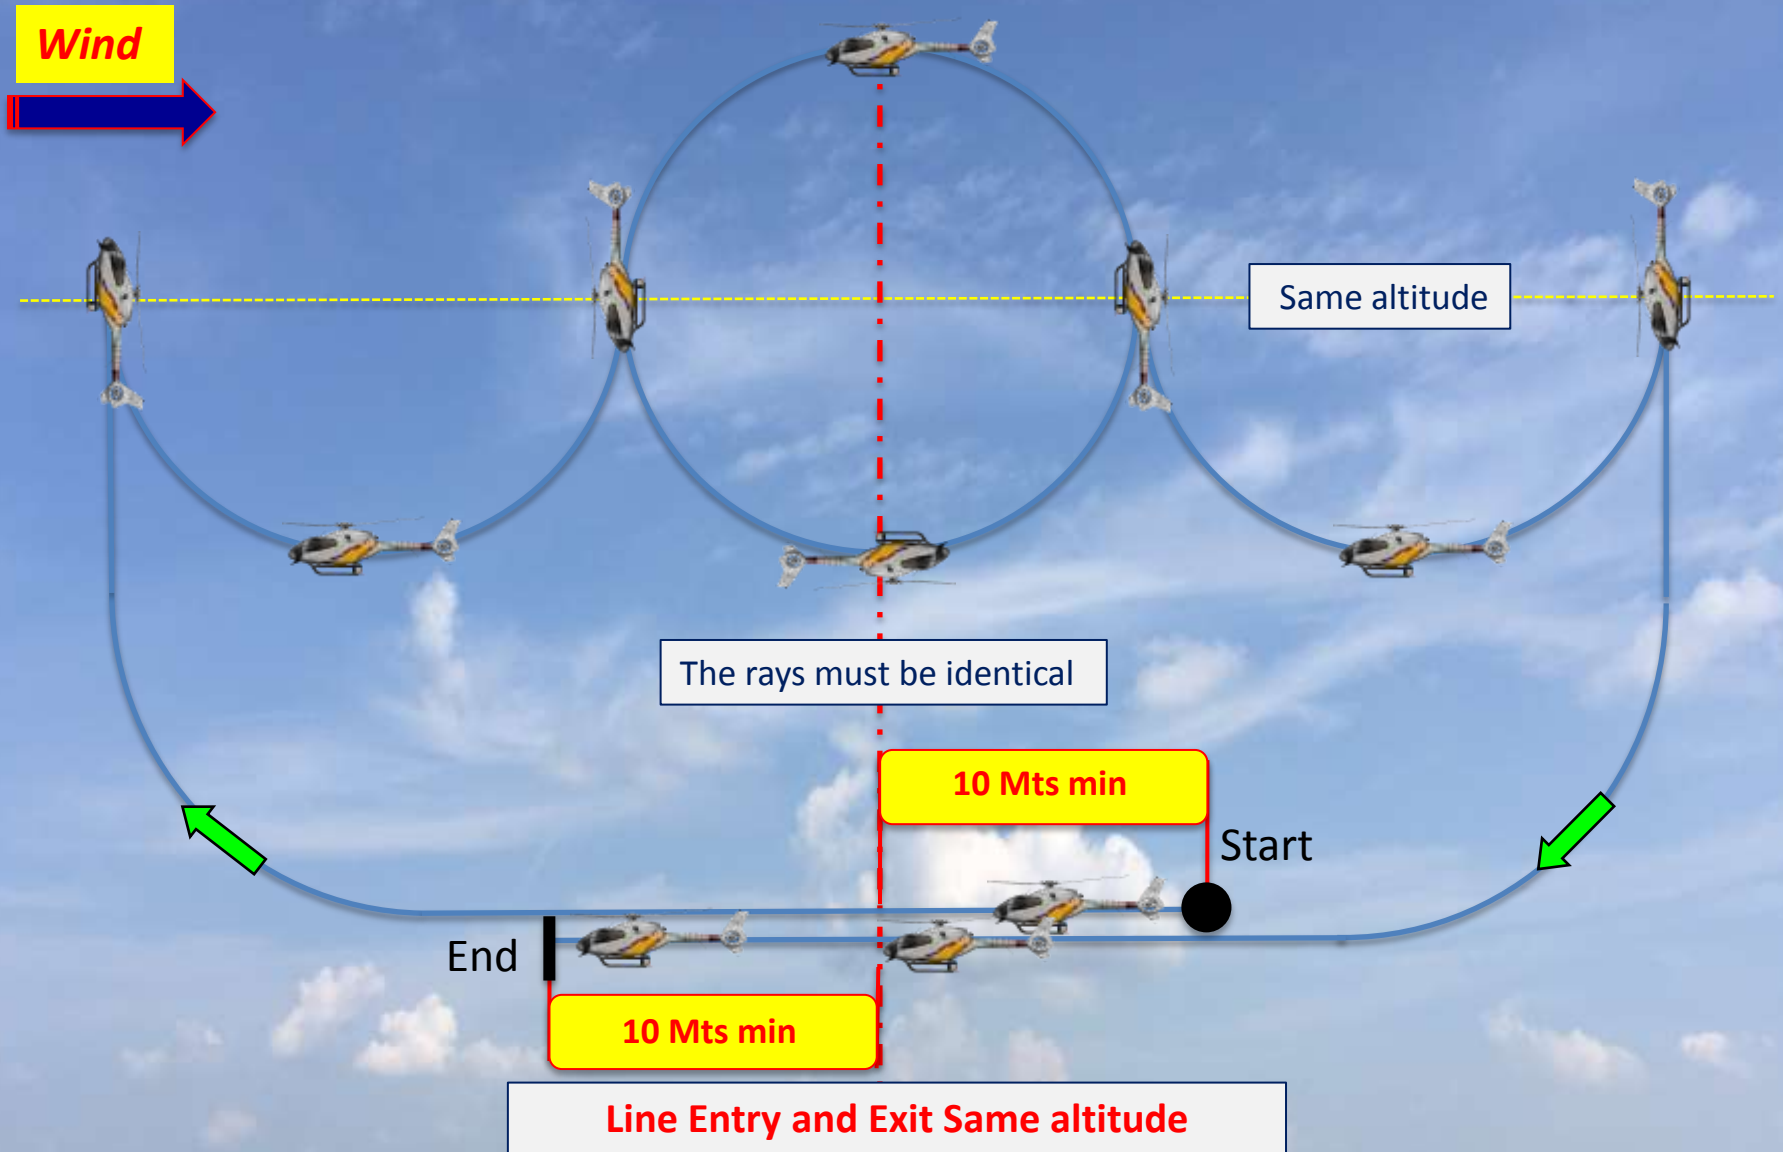 Wind
Same altitude
The rays must be identical
10 Mts min
Start
End
10 Mts min
Line Entry and Exit Same altitude